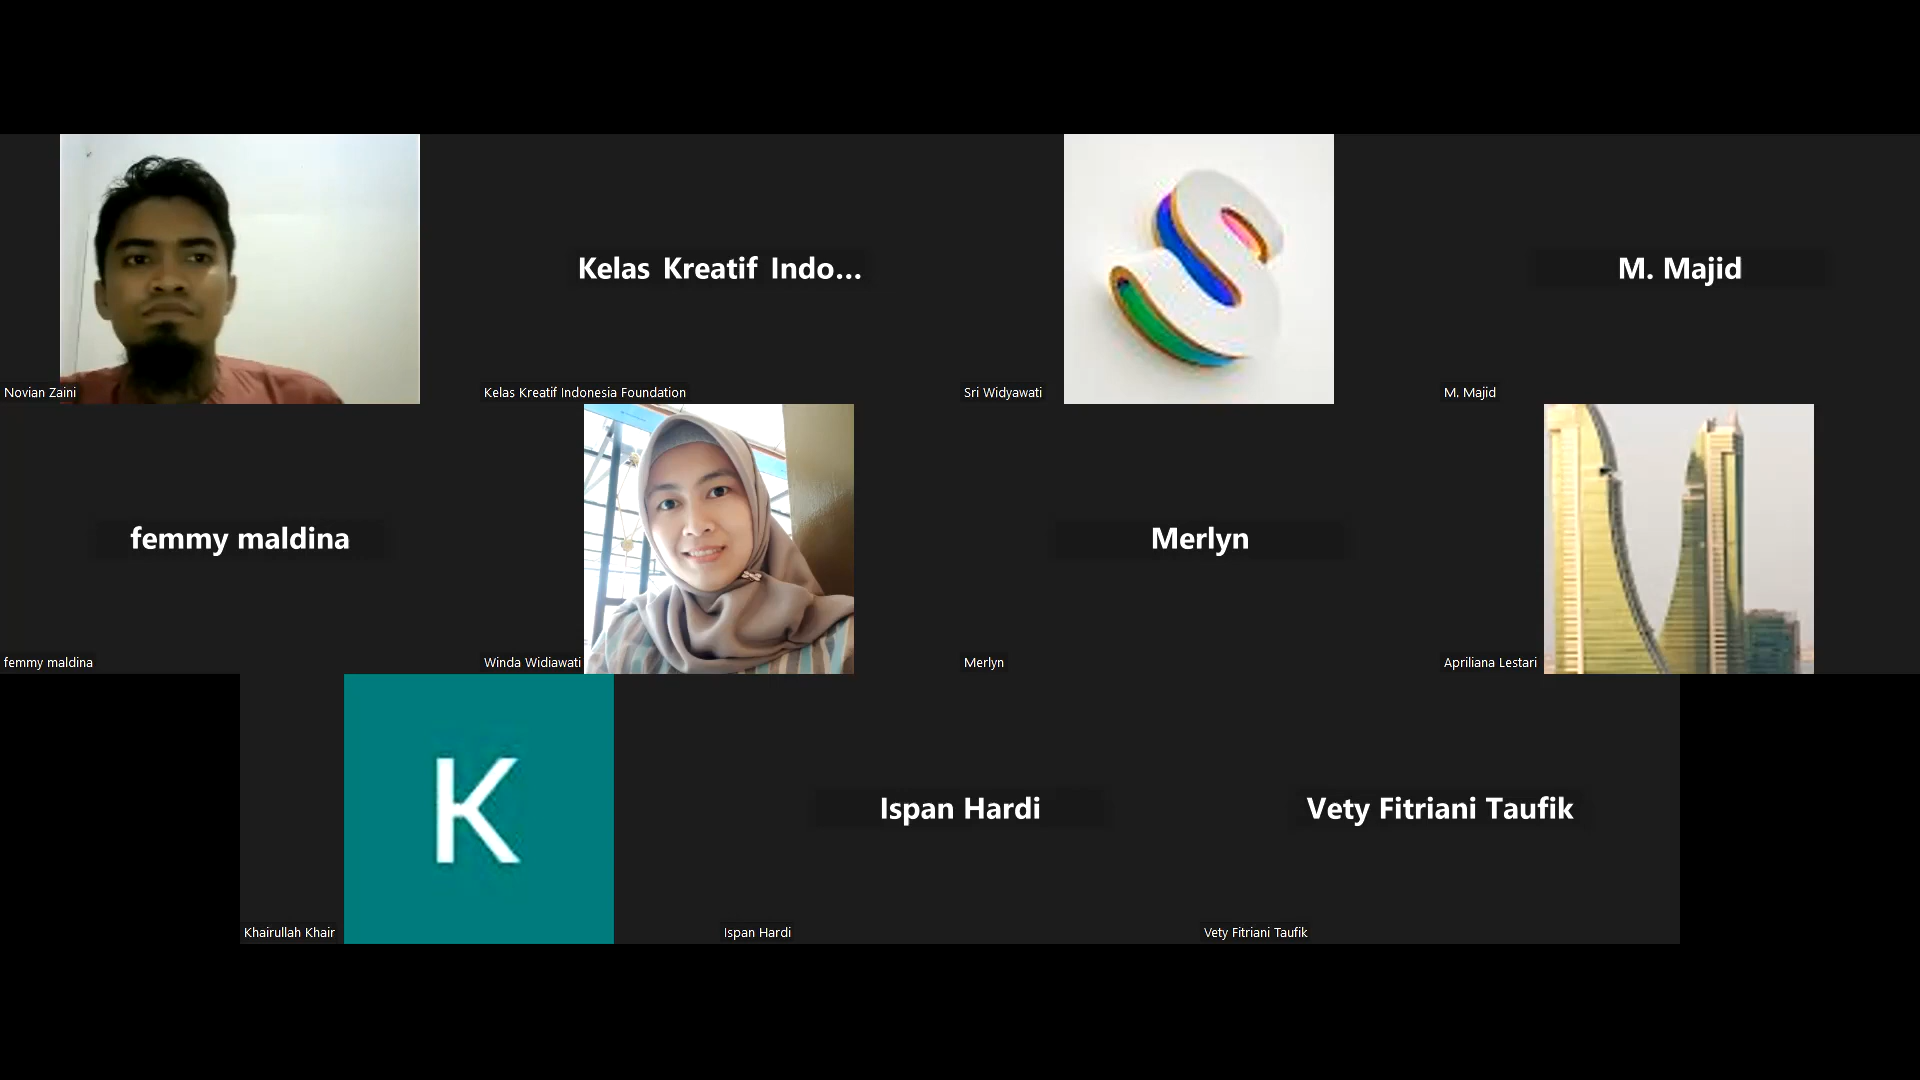 Kelas Kreatif Indo...
M. Majid
Novian Zaini
Kelas Kreatif Indonesia Foundation
Sri Widyawati
M. Majid
femmy maldina
Merlyn
femmy maldina
Winda Widiawati
Merlyn
Apriliana Lestari
K
Ispan Hardi
Vety Fitriani Taufik
Khairullah Khair
Ispan Hardi
Vety Fitriani Taufik